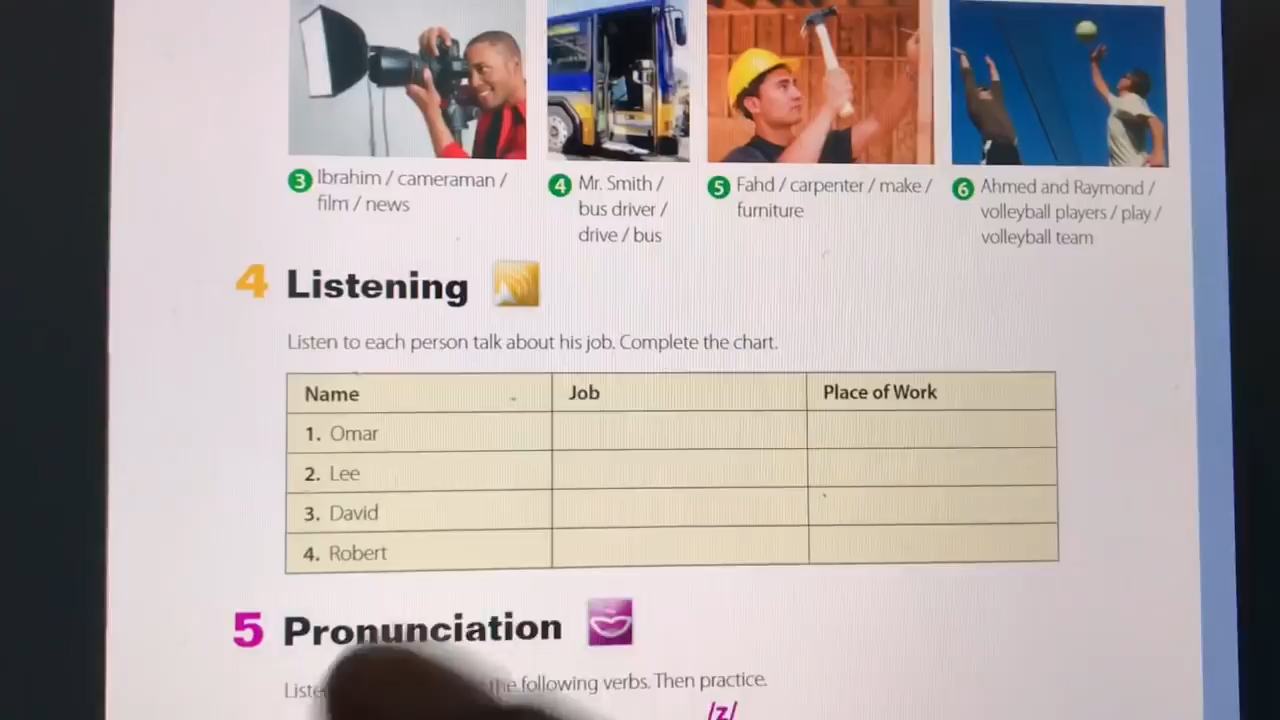 3 Ibrahim / cameraman /
film / news
4 Mr. Smith /
bus driver /
drive / bus
5 Fahd / carpenter / make /
furniture
6 Ahmed and Raymond /
volleyball players / play /
volleyball team
4 Listening
Listen to each person talk about his job. Complete the chart.
Name Job Place of Work
1. Omar
2. Lee
3. David
4. Robert
5 Pronunciation
the following verbs. Then practice.
/z/